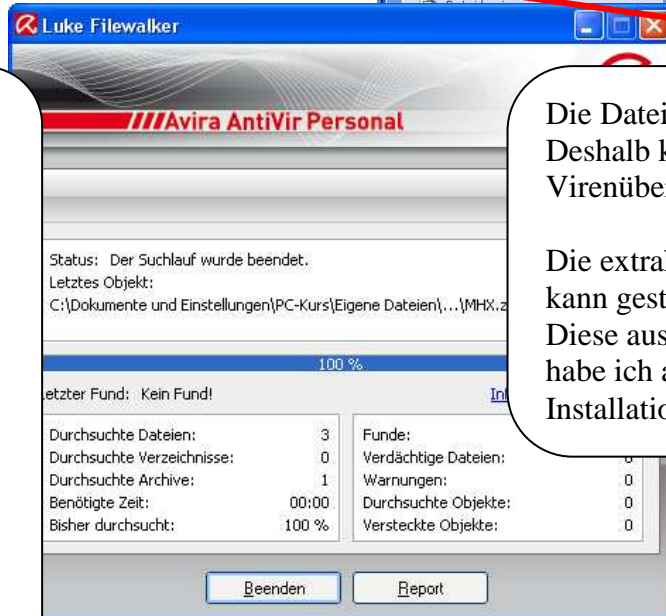 Luke Filewalker
Avira AntiVir Personal
Status: Der Suchlauf wurde beendet.
Letztes Objekt:
C:\Dokumente und Einstellungen\PC-Kurs\Eigene Dateien\...\MHX.z
100 %
etzter Fund: Kein Fund!
Durchsuchte Dateien: 3
Durchsuchte Verzeichnisse: 0
Durchsuchte Archive: 1
Benötigte Zeit: 00:00
Bisher durchsucht: 100 %
Funde:
Verdächtige Dateien: 0
Warnungen: 0
Durchsuchte Objekte: 0
Versteckte Objekte: 0
Beenden
Report
Die Datei
Deshalb
Virenübe
Die extra
kann gest
Diese aus
habe ich
Installatio